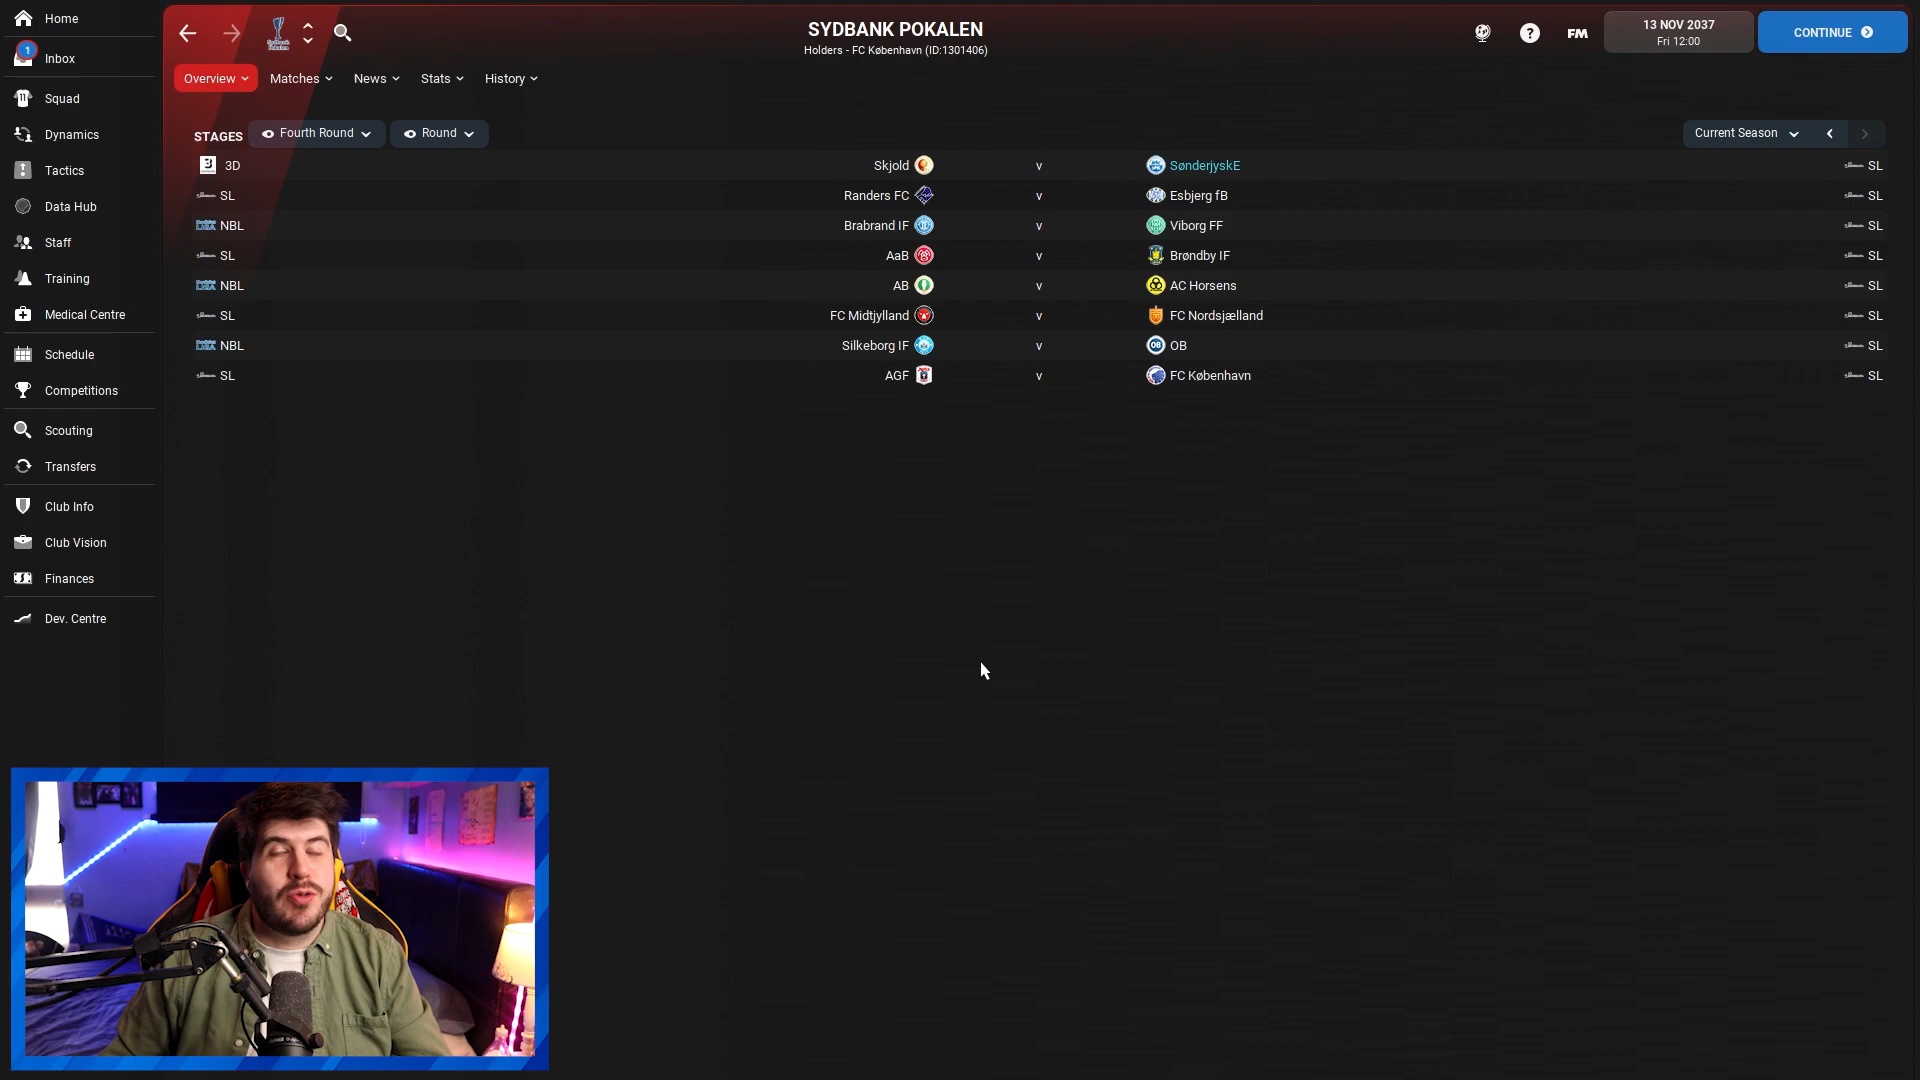 Home
1
Inbox
Squad
Dynamics
Tactics
Data Hub
Staff
Training
Medical Centre
Schedule
Competitions
Scouting
Transfers
Club Info
Club Vision
Finances
Dev. Centre
SYDBANK POKALEN
Holders - FC København (ID:1301406)
FM
13 NOV 2037
Fri 12:00
CONTINUE
Overview
Matches
News
Stats
History
STAGES
Fourth Round
Round
Current Season
3D Skjold v SønderjyskE SL
SL Randers FC v Esbjerg fB SL
NBL Brabrand IF v Viborg FF SL
SL AaB v Brøndby IF SL
NBL AB v AC Horsens SL
SL FC Midtjylland v FC Nordsjælland SL
NBL Silkeborg IF v OB OB SL
SL AGF v FC København SL